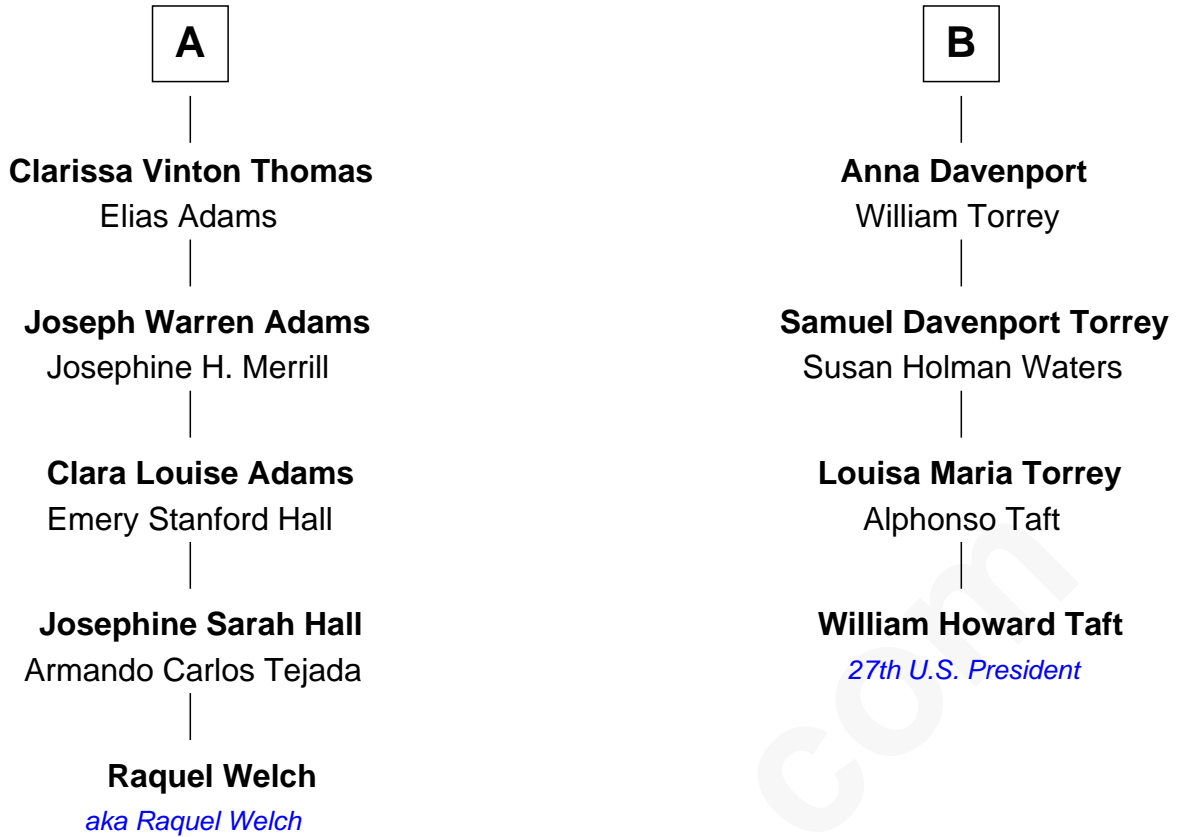 A
Clarissa Vinton Thomas
Elias Adams
Joseph Warren Adams
Josephine H. Merrill
Clara Louise Adams
Emery Stanford Hall
Josephine Sarah Hall
Armando Carlos Tejada
Raquel Welch
aka Raquel Welch
B
Anna Davenport
William Torrey
Samuel Davenport Torrey
Susan Holman Waters
Louisa Maria Torrey
Alphonso Taft
William Howard Taft
27th U.S. President
com